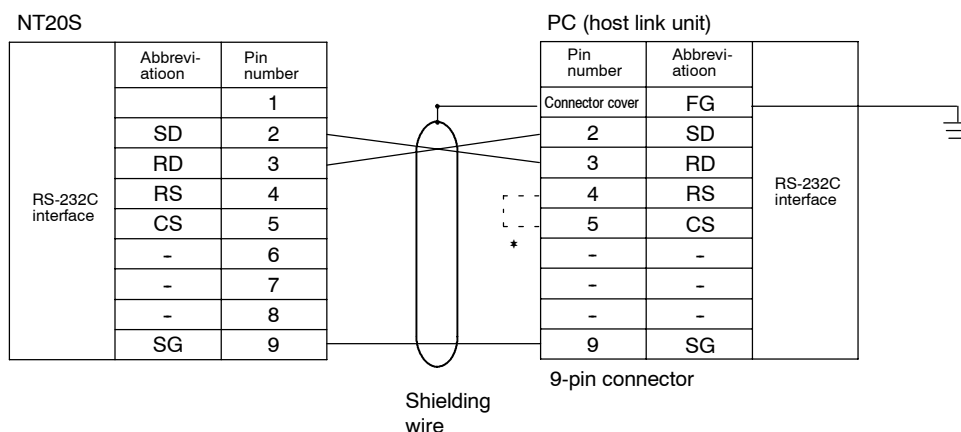 NT20S
PC (host link unit)
Abbrevi-
atioon
Pin
number
Pin
number
Abbrevi-
atioon
1
Connector cover
FG
SD
2
2
SD
RD
3
3
RD
RS
4
4
RS
RS-232C
interface
RS-232C
interface
CS
5
5
CS
*
-
6
-
-
-
7
-
-
-
8
-
-
SG
9
9
SG
9-pin connector
Shielding
wire